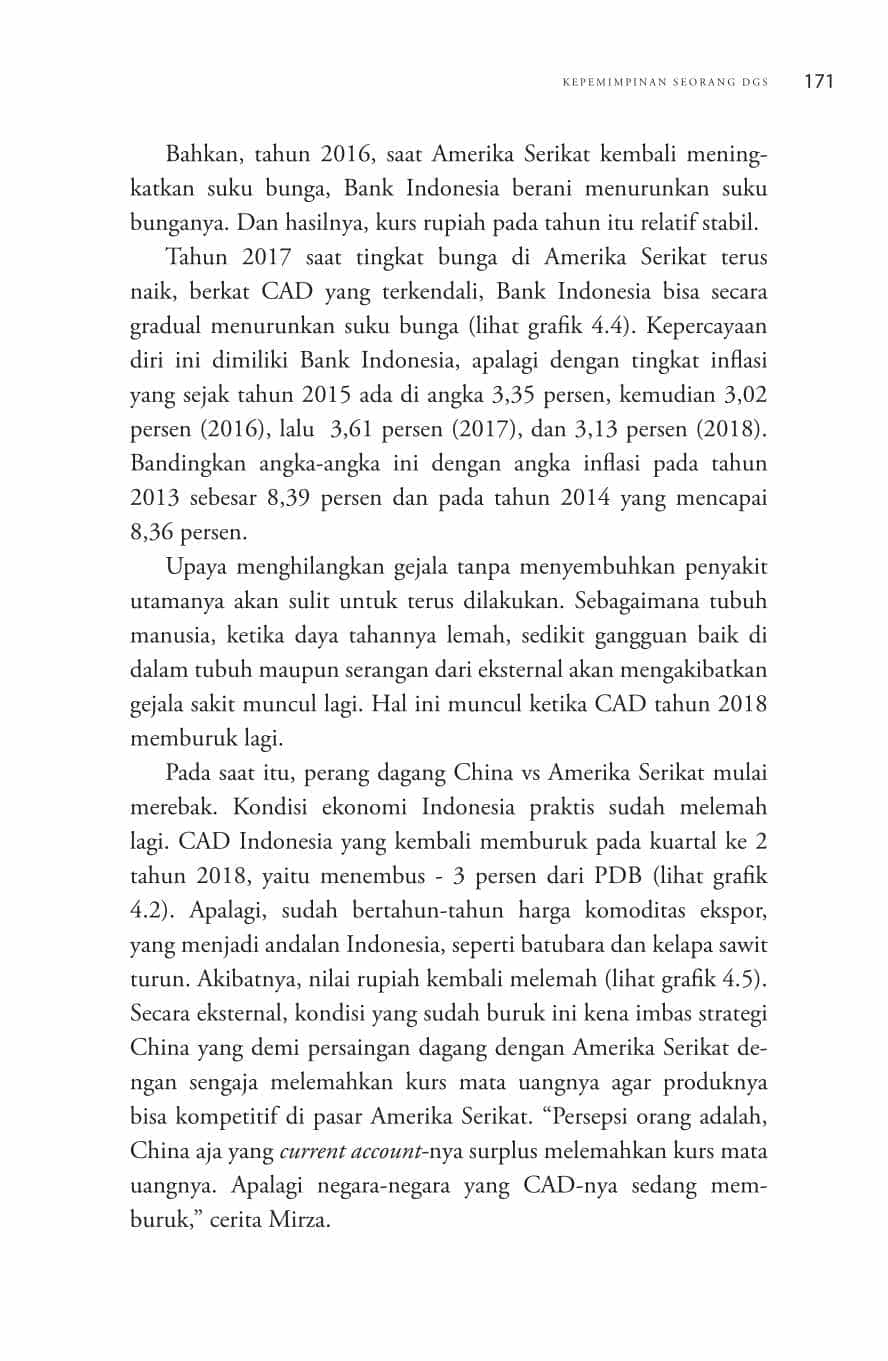 KEPEMIMPINAN SEORANG DGS 171
Bahkan, tahun 2016, saat Amerika Serikat kembali mening-
katkan suku bunga, Bank Indonesia berani menurunkan suku
bunganya. Dan hasilnya, kurs rupiah pada tahun itu relatif stabil.
Tahun 2017 saat tingkat bunga di Amerika Serikat terus
naik, berkat CAD yang terkendali, Bank Indonesia bisa secara
gradual menurunkan suku bunga (lihat grafik 4.4). Kepercayaan
diri ini dimiliki Bank Indonesia, apalagi dengan tingkat inflasi
yang sejak tahun 2015 ada di angka 3,35 persen, kemudian 3,02
persen (2016), lalu 3,61 persen (2017), dan 3,13 persen (2018).
Bandingkan angka-angka ini dengan angka inflasi pada tahun
2013 sebesar 8,39 persen dan pada tahun 2014 yang mencapai
8,36 persen.
Upaya menghilangkan gejala tanpa menyembuhkan penyakit
utamanya akan sulit untuk terus dilakukan. Sebagaimana tubuh
manusia, ketika daya tahannya lemah, sedikit gangguan baik di
dalam tubuh maupun serangan dari eksternal akan mengakibatkan
gejala sakit muncul lagi. Hal ini muncul ketika CAD tahun 2018
memburuk lagi.
Pada saat itu, perang dagang China vs Amerika Serikat mulai
merebak. Kondisi ekonomi Indonesia praktis sudah melemah
lagi. CAD Indonesia yang kembali memburuk pada kuartal ke 2
tahun 2018, yaitu menembus - 3 persen dari PDB (lihat grafik
4.2). Apalagi, sudah bertahun-tahun harga komoditas ekspor,
yang menjadi andalan Indonesia, seperti batubara dan kelapa sawit
turun. Akibatnya, nilai rupiah kembali melemah (lihat grafik 4.5).
Secara eksternal, kondisi yang sudah buruk ini kena imbas strategi
China yang demi persaingan dagang dengan Amerika Serikat de-
ngan sengaja melemahkan kurs mata uangnya agar produknya
bisa kompetitif di pasar Amerika Serikat. “Persepsi orang adalah,
China aja yang current account-nya surplus melemahkan kurs mata
uangnya. Apalagi negara-negara yang CAD-nya sedang mem-
buruk,” cerita Mirza.